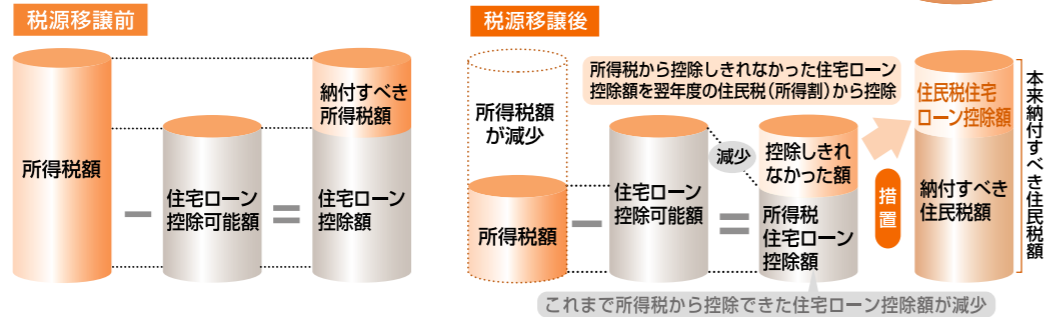 税源移譲前
所得税額
住宅ローン
控除可能額
納付すべき
所得税額
住宅ローン
控除額
税源移譲後
所得税額
が減少
所得税額
住宅ローン
控除可能額
所得税から控除しきれなかった住宅ローン
控除額を翌年度の住民税(所得割)から控除
減少
控除しきれ
なかった額
所得税
住宅ローン
控除額
措置
住民税住宅
ローン控除額
納付すべき
住民税額
本来納付すべき住民税額
これまで所得税から控除できた住宅ローン控除額が減少